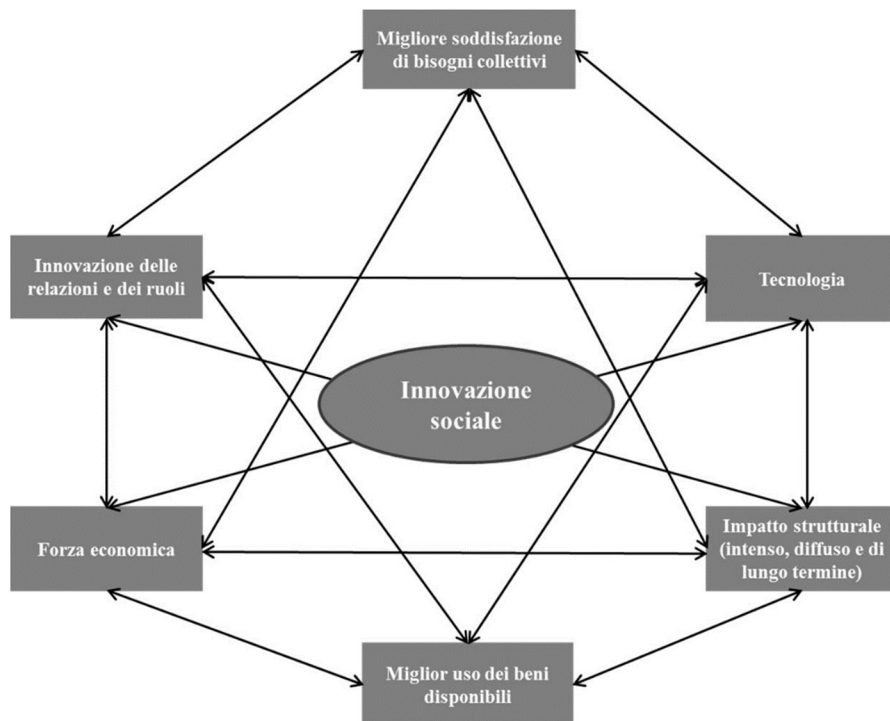 Migliore soddisfazione
di bisogni collettivi
Innovazione delle
relazioni e dei ruoli
Tecnologia
Innovazione
sociale
Forza economica
Impatto strutturale
(intenso, diffuso e di
lungo termine)
Miglior uso dei beni
disponibili